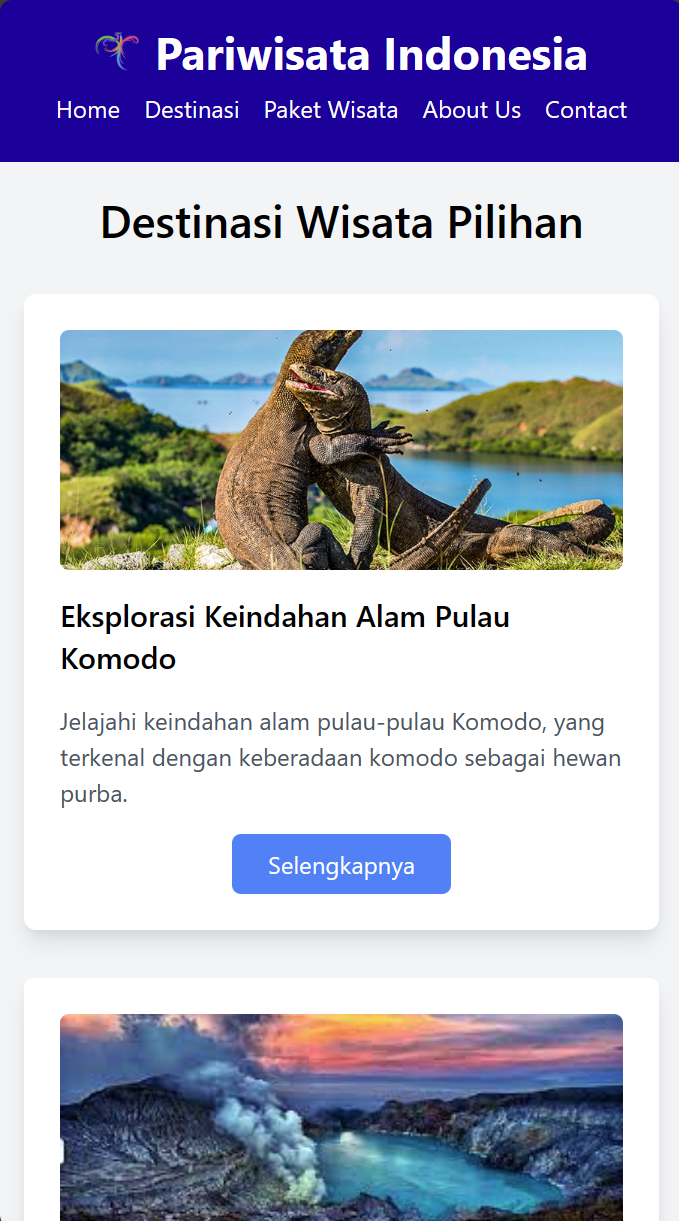 Pariwisata Indonesia
Home Destinasi Paket Wisata About Us Contact
Destinasi Wisata Pilihan
Eksplorasi Keindahan Alam Pulau
Komodo
Jelajahi keindahan alam pulau-pulau Komodo, yang
terkenal dengan keberadaan komodo sebagai hewan
purba.
Selengkapnya